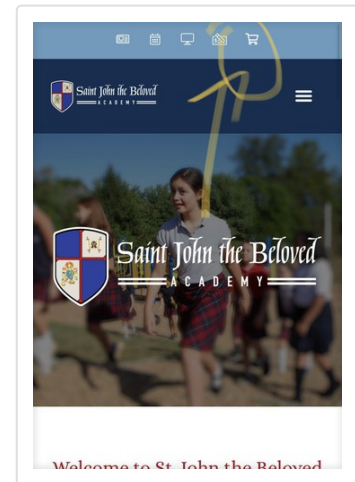 Saint John the Beloved
ACADEMY
Saint John the Beloved
ACADEMY
Welcome to St. John the Beloved